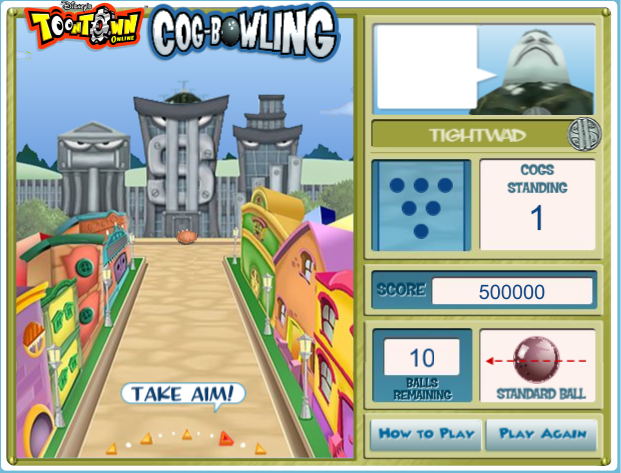 Disney's
TOONTOWN
ONLINE
COG-BOWLING
TIGHTWAD
COGS
STANDING
1
SCORE 500000
10
BALLS
REMAINING
STANDARD BALL
TAKE AIM!
HOW TO PLAY
PLAY AGAIN